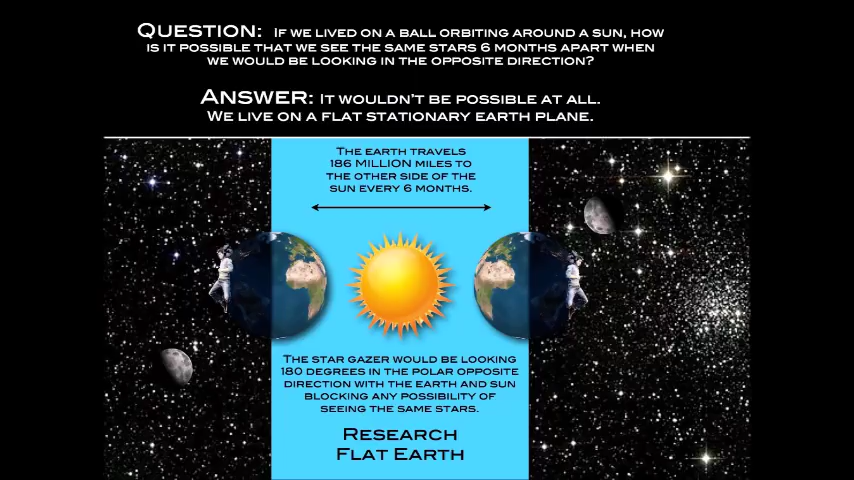 Question: If we lived on a ball orbiting around a sun, how
is it possible that we see the same stars 6 months apart when
we would be looking in the opposite direction?
Answer: It wouldn't be possible at all.
We live on a flat stationary earth plane.
The earth travels
186 million miles to
the other side of the
sun every 6 months.
The star gazer would be looking
180 degrees in the polar opposite
direction with the earth and sun
blocking any possibility of
seeing the same stars.
Research
Flat Earth